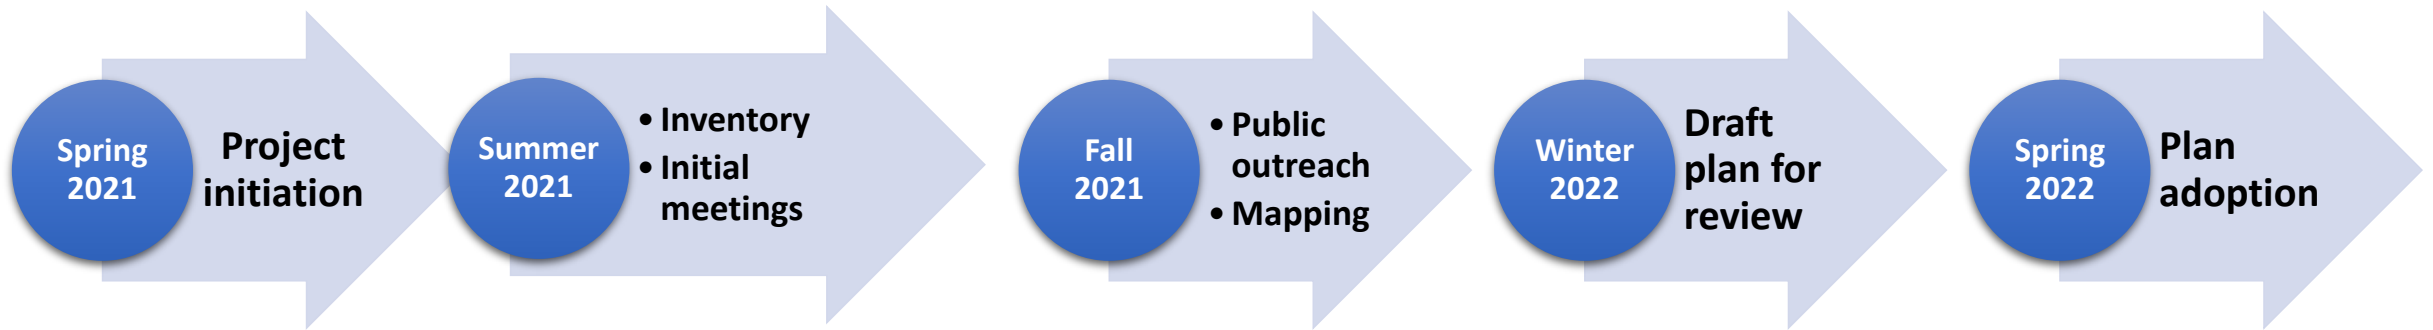 Spring
2021
Project
initiation
Summer
2021
• Inventory
• Initial
meetings
Fall
2021
• Public
outreach
• Mapping
Winter
2022
Draft
plan for
review
Spring
2022
Plan
adoption